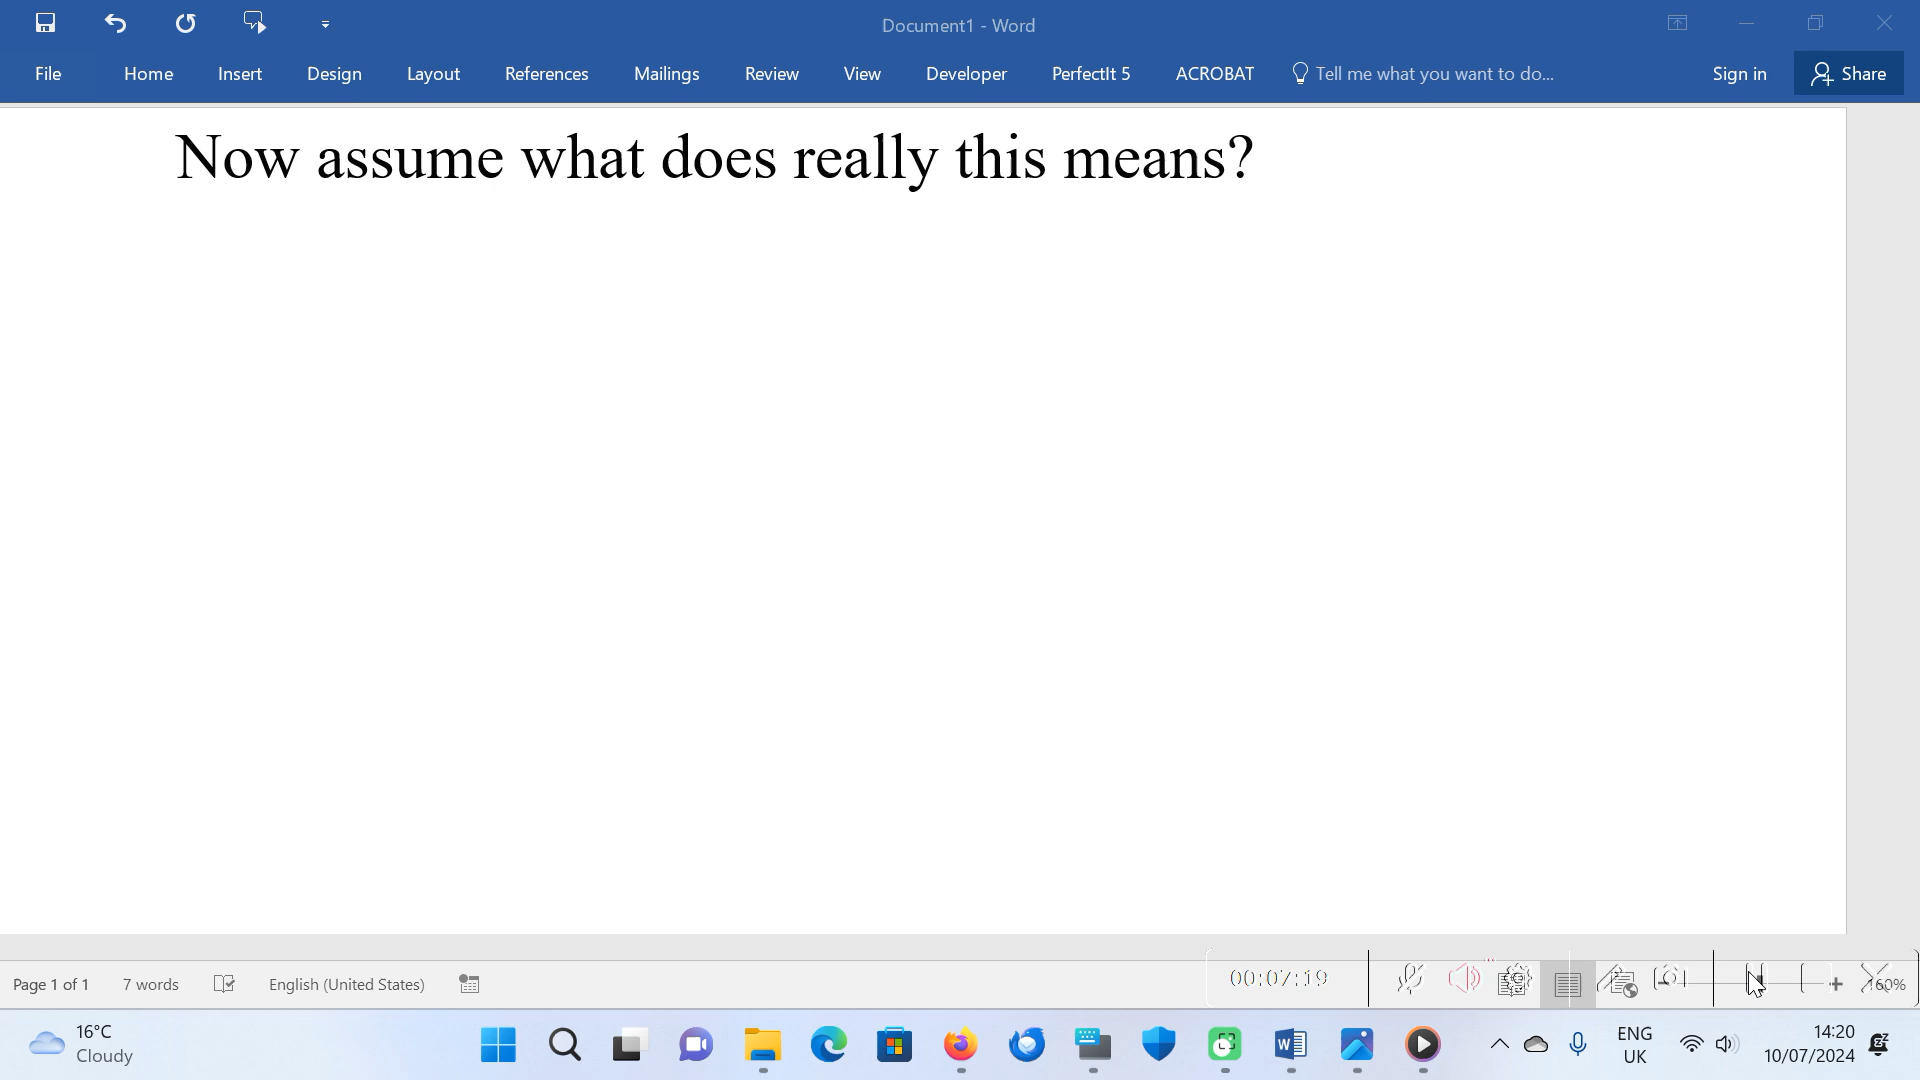 Document1 - Word
File Home Insert Design Layout References Mailings Review View Developer PerfectIt 5 ACROBAT Tell me what you want to do... Sign in Share
Now assume what does really this means?
Page 1 of 1 7 words English (United States) 00:07:19 160%
16°C
Cloudy
ENG
UK
14:20
10/07/2024